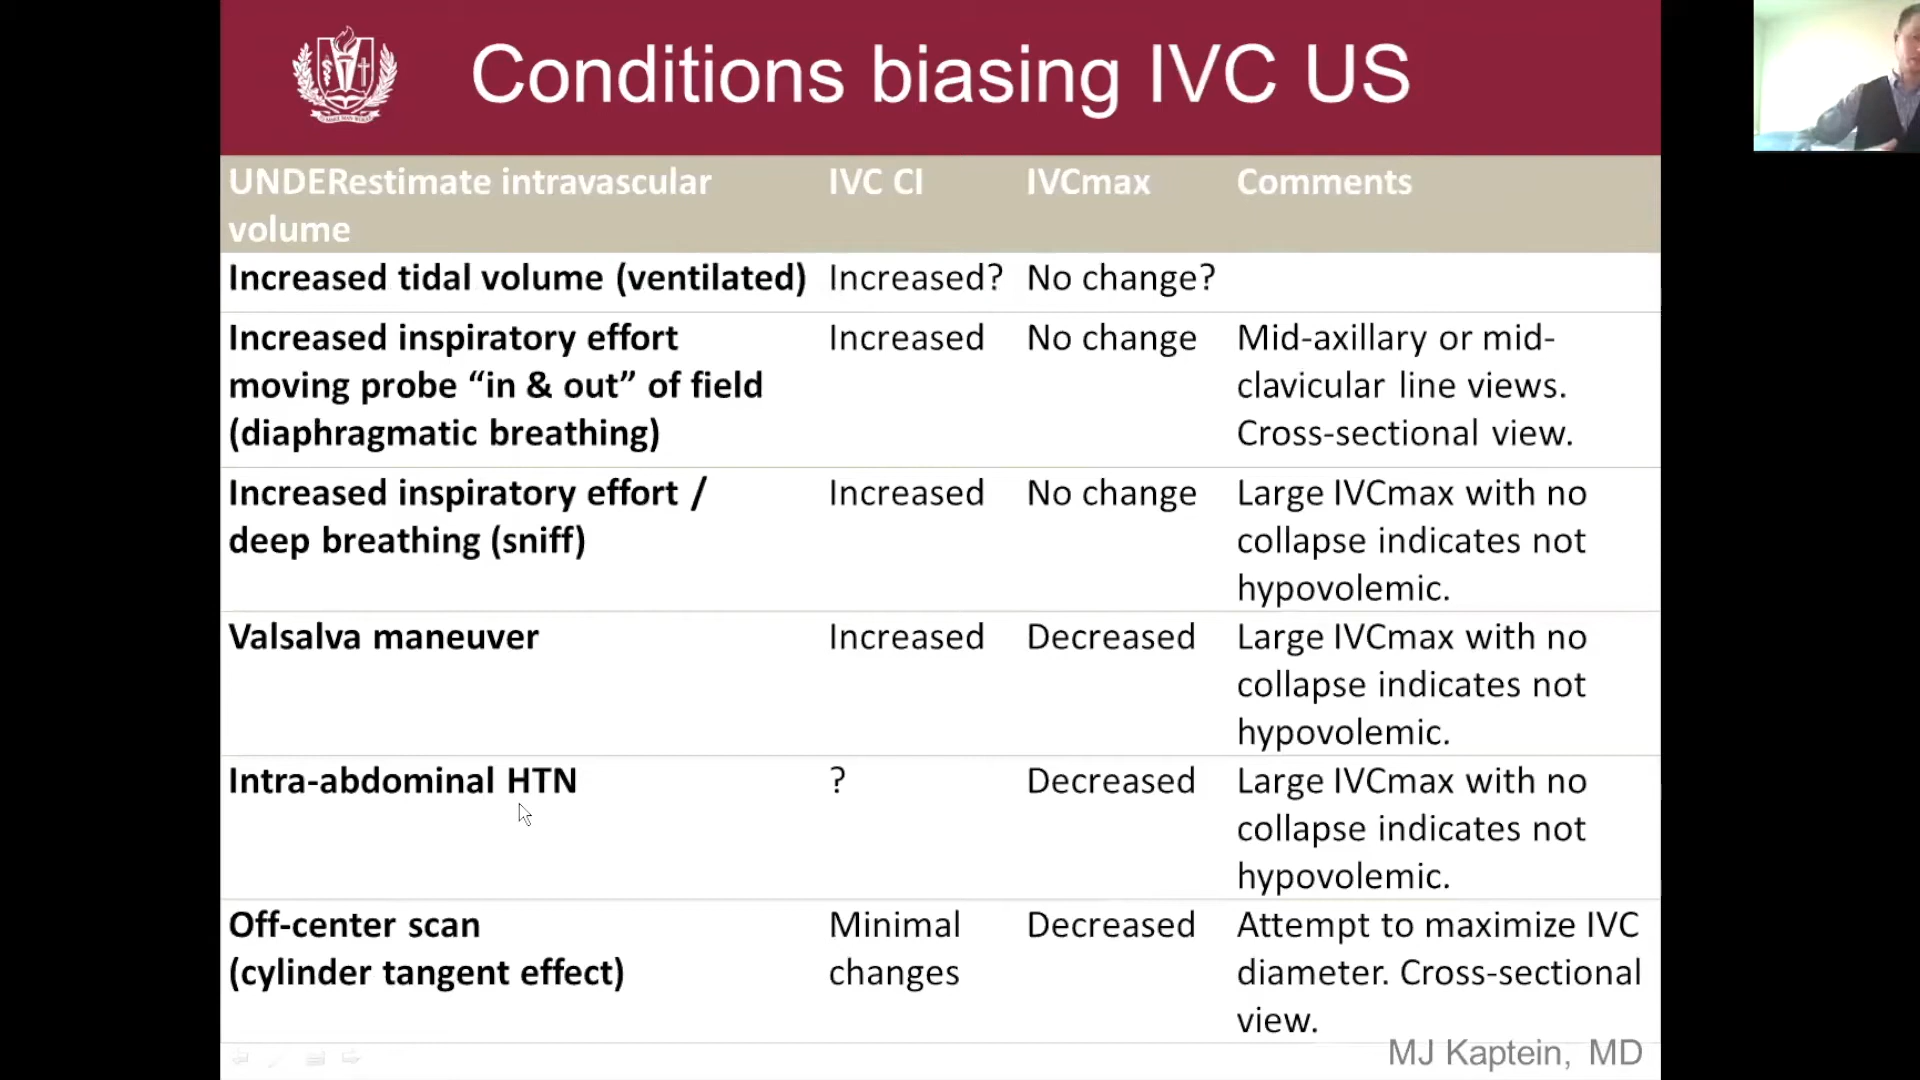 Conditions biasing IVC US
UNDERestimate intravascular volume IVC CI IVCmax Comments
Increased tidal volume (ventilated) Increased? No change?
Increased inspiratory effort Increased No change Mid-axillary or mid-
moving probe “in & out” of field clavicular line views.
(diaphragmatic breathing) Cross-sectional view.
Increased inspiratory effort / Increased No change Large IVCmax with no
deep breathing (sniff) collapse indicates not
hypovolemic.
Valsalva maneuver Increased Decreased Large IVCmax with no
collapse indicates not
hypovolemic.
Intra-abdominal HTN ? Decreased Large IVCmax with no
collapse indicates not
hypovolemic.
Off-center scan Minimal Decreased Attempt to maximize IVC
(cylinder tangent effect) changes diameter. Cross-sectional
view.
MJ Kaptein, MD